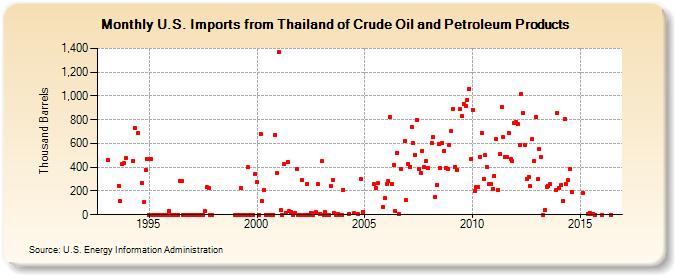 Monthly U.S. Imports from Thailand of Crude Oil and Petroleum Products
Thousand Barrels
1,400
1,200
1,000
800
600
400
200
0
1995 2000 2005 2010 2015
Source: U.S. Energy Information Administration